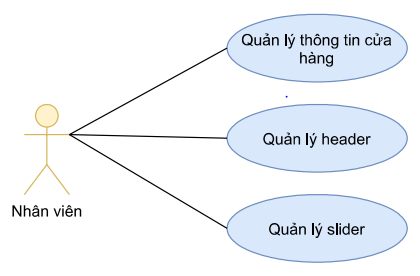 Quản lý thông tin cửa
hàng
Quản lý header
Nhân viên
Quản lý slider